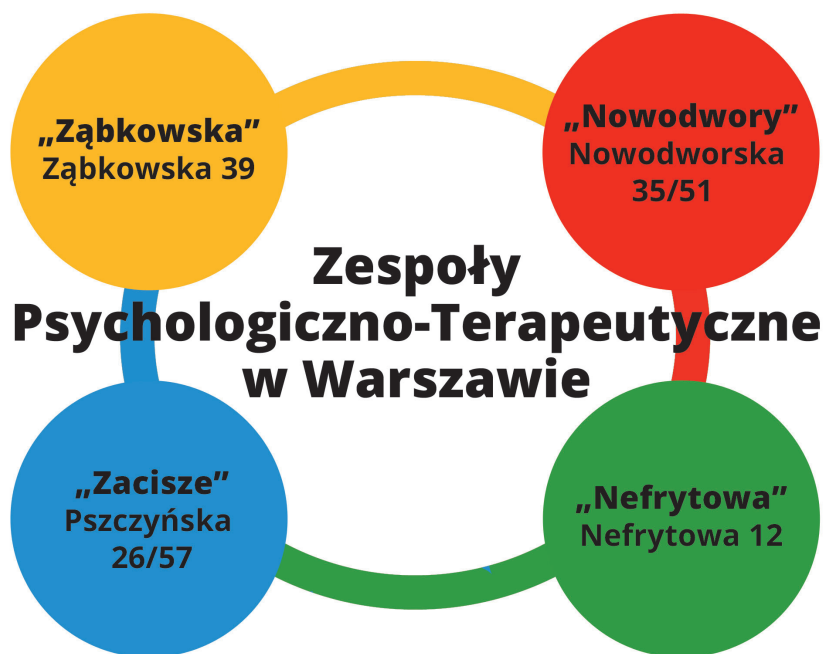 „Ząbkowska”
Ząbkowska 39
„Nowodwory”
Nowodworska
35/51
Zespoły
Psychologiczno-Terapeutyczne
w Warszawie
„Zacisze”
Pszczyńska
26/57
„Nefrytowa”
Nefrytowa 12